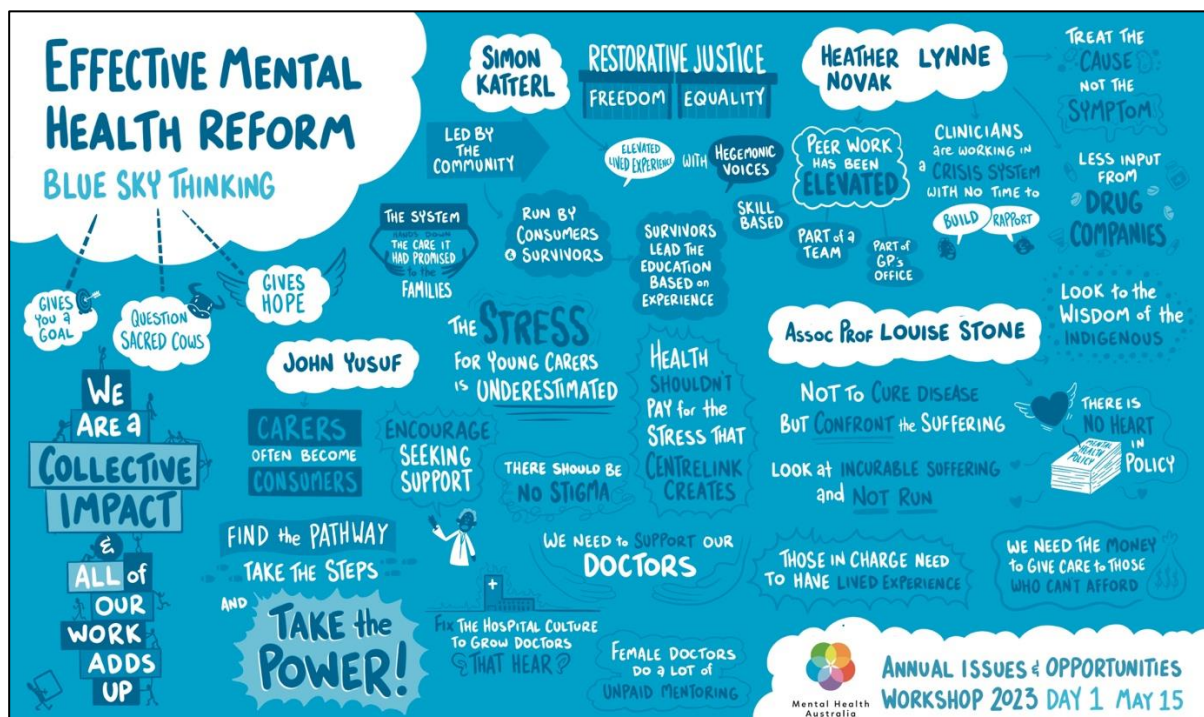 EFFECTIVE MENTAL
HEALTH REFORM
BLUE SKY THINKING
GIVES
YOU a
GOAL
QUESTION
SACRED COWS
GIVES
HOPE
WE
ARE a
COLLECTIVE
IMPACT
&
ALL of
OUR
WORK
ADDS
UP
SIMON
KATTERL
RESTORATIVE JUSTICE
FREEDOM
EQUALITY
LED BY
THE
COMMUNITY
ELEVATED
LIVED EXPERIENCE
WITH
HEGEMONIC
VOICES
THE SYSTEM
HANDS DOWN
THE CARE IT
HAD PROMISED
to the
FAMILIES
RUN BY
CONSUMERS
& SURVIVORS
SURVIVORS
LEAD THE
EDUCATION
BASED on
EXPERIENCE
HEATHER
NOVAK
LYNNE
PEER WORK
HAS BEEN
ELEVATED
SKILL
BASED
PART of a
TEAM
PART of
GP's
OFFICE
CLINICIANS
are WORKING IN
a CRISIS SYSTEM
WITH NO TIME to
BUILD
RAPPORT
TREAT THE
CAUSE
NOT THE
SYMPTOM
LESS INPUT
FROM
DRUG
COMPANIES
LOOK to the
WISDOM of the
INDIGENOUS
JOHN YUSUF
CARERS
OFTEN BECOME
CONSUMERS
ENCOURAGE
SEEKING
SUPPORT
FIND the PATHWAY
TAKE THE STEPS
AND
TAKE the
POWER!
THE STRESS
FOR YOUNG CARERS
is UNDERESTIMATED
THERE SHOULD BE
NO STIGMA
HEALTH
SHOULDN'T
PAY for the
STRESS THAT
CENTRELINK
CREATES
WE NEED to SUPPORT OUR
DOCTORS
FIX THE HOSPITAL CULTURE
TO GROW DOCTORS
THAT HEAR
FEMALE DOCTORS
DO A LOT of
UNPAID MENTORING
ASSOC PROF LOUISE STONE
NOT TO CURE DISEASE
BUT CONFRONT the SUFFERING
LOOK at INCURABLE SUFFERING
and NOT RUN
THERE IS
NO HEART
IN
POLICY
MENTAL
HEALTH
POLICY
THOSE IN CHARGE NEED
TO HAVE LIVED EXPERIENCE
WE NEED THE MONEY
TO GIVE CARE to THOSE
WHO CAN'T AFFORD
$$$
Mental Health
Australia
ANNUAL ISSUES & OPPORTUNITIES
WORKSHOP 2023 DAY 1 MAY 15